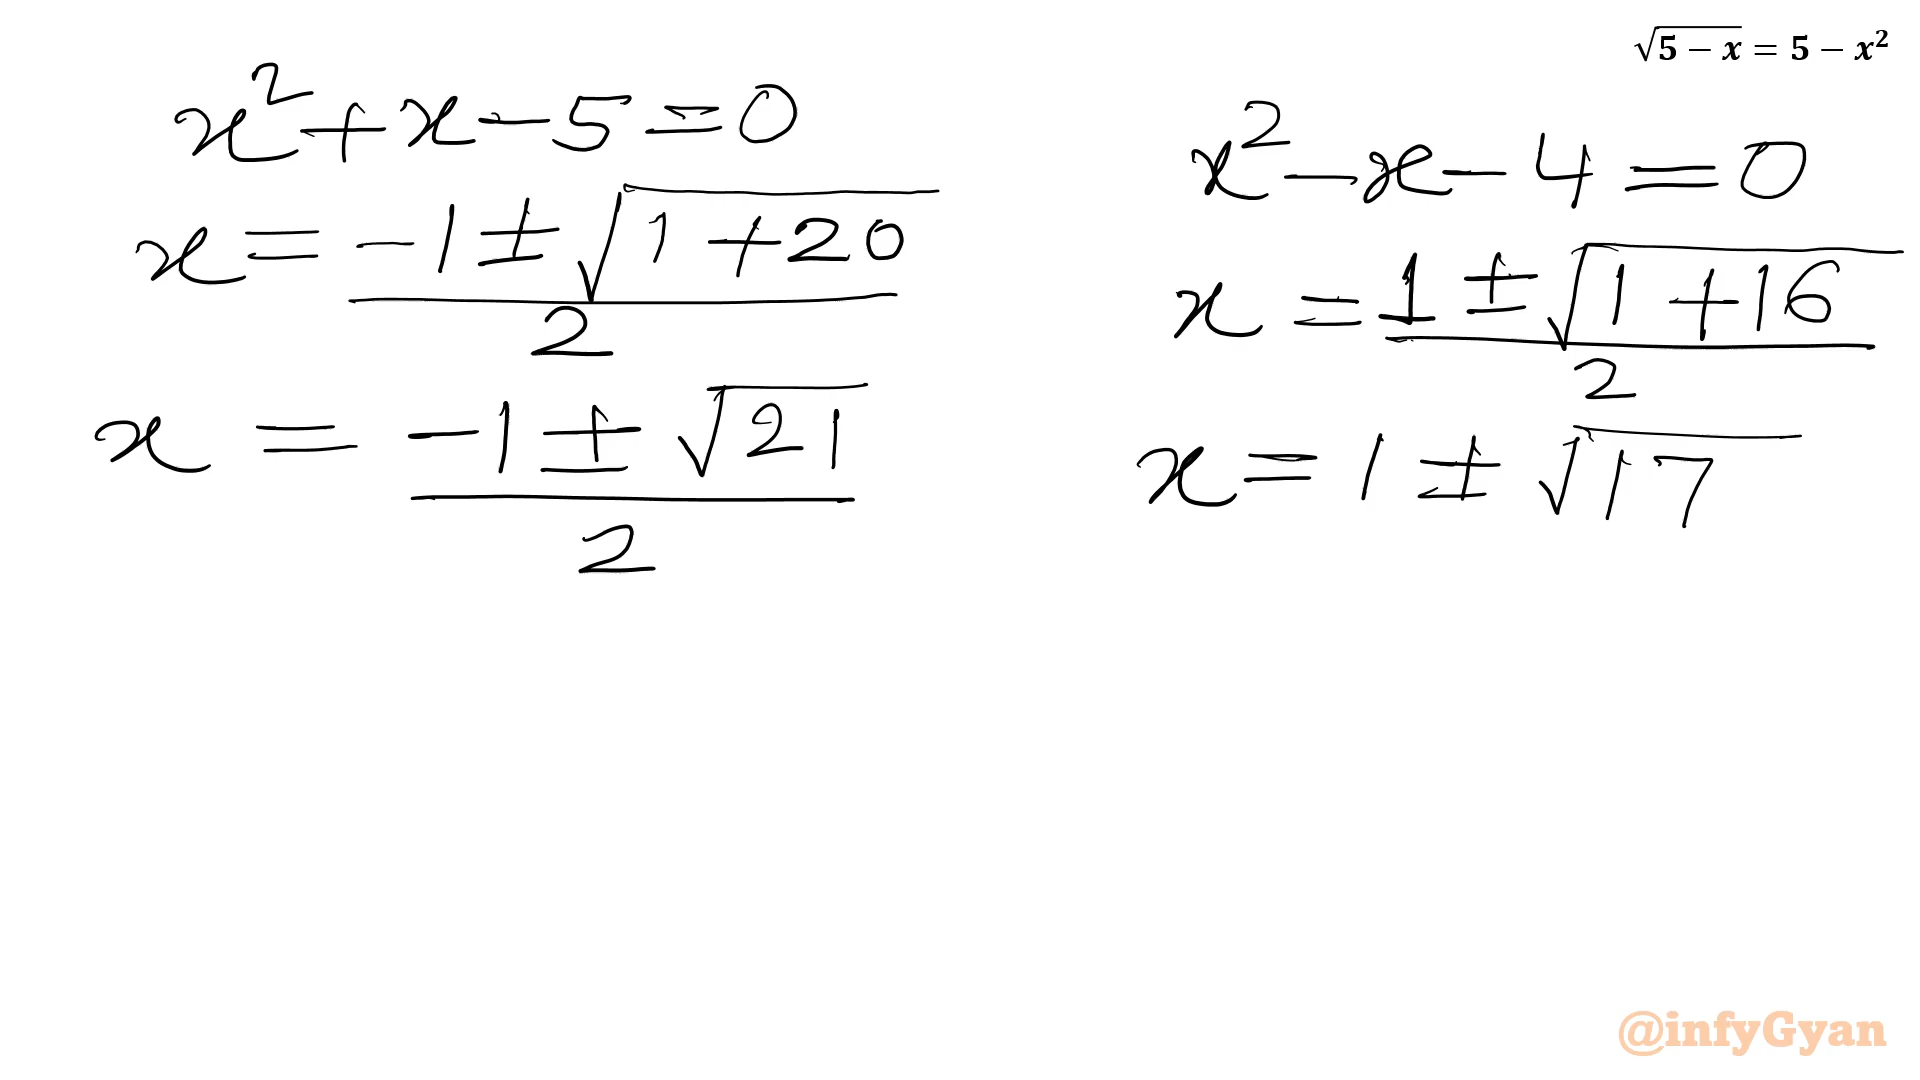 √(5 − x) = 5 − x²
x² + x − 5 = 0
x = (−1 ± √(1 + 20)) / 2
x = (−1 ± √21) / 2
x² − x − 4 = 0
x = (1 ± √(1 + 16)) / 2
x = 1 ± √17
@infyGyan